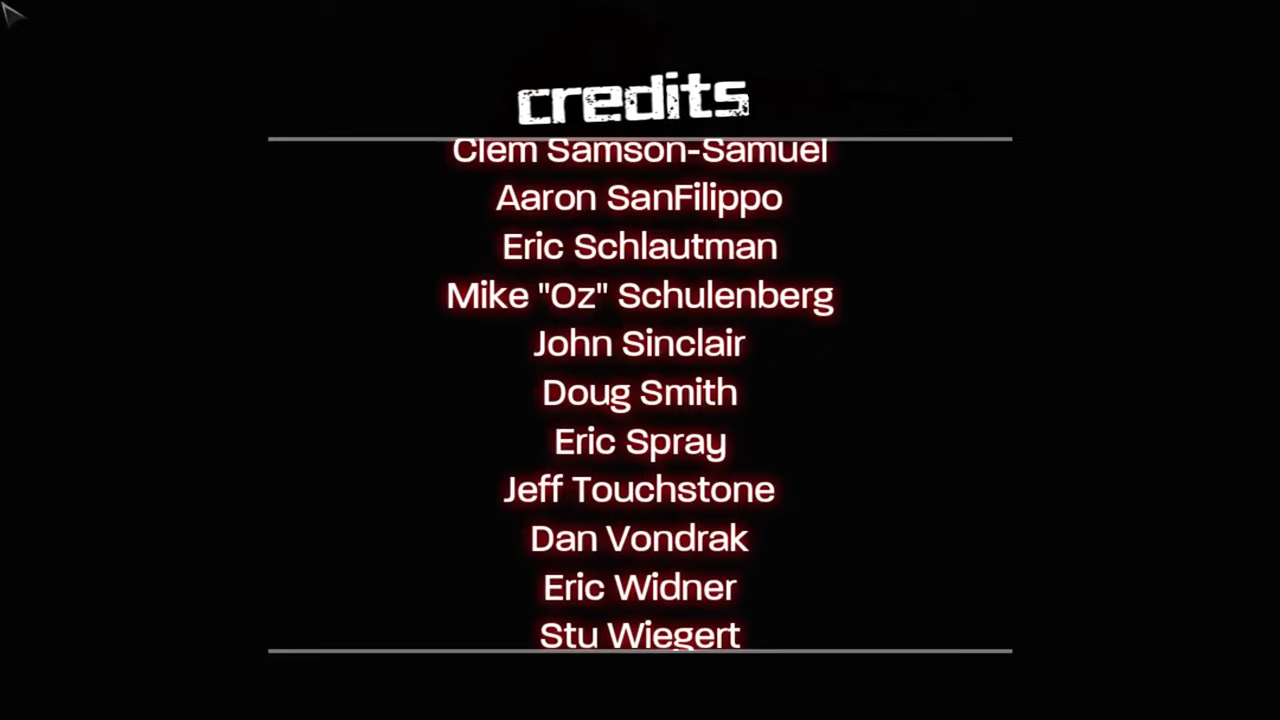 credits
Clem Samson-Samuel
Aaron SanFilippo
Eric Schlautman
Mike "Oz" Schulenberg
John Sinclair
Doug Smith
Eric Spray
Jeff Touchstone
Dan Vondrak
Eric Widner
Stu Wiegert